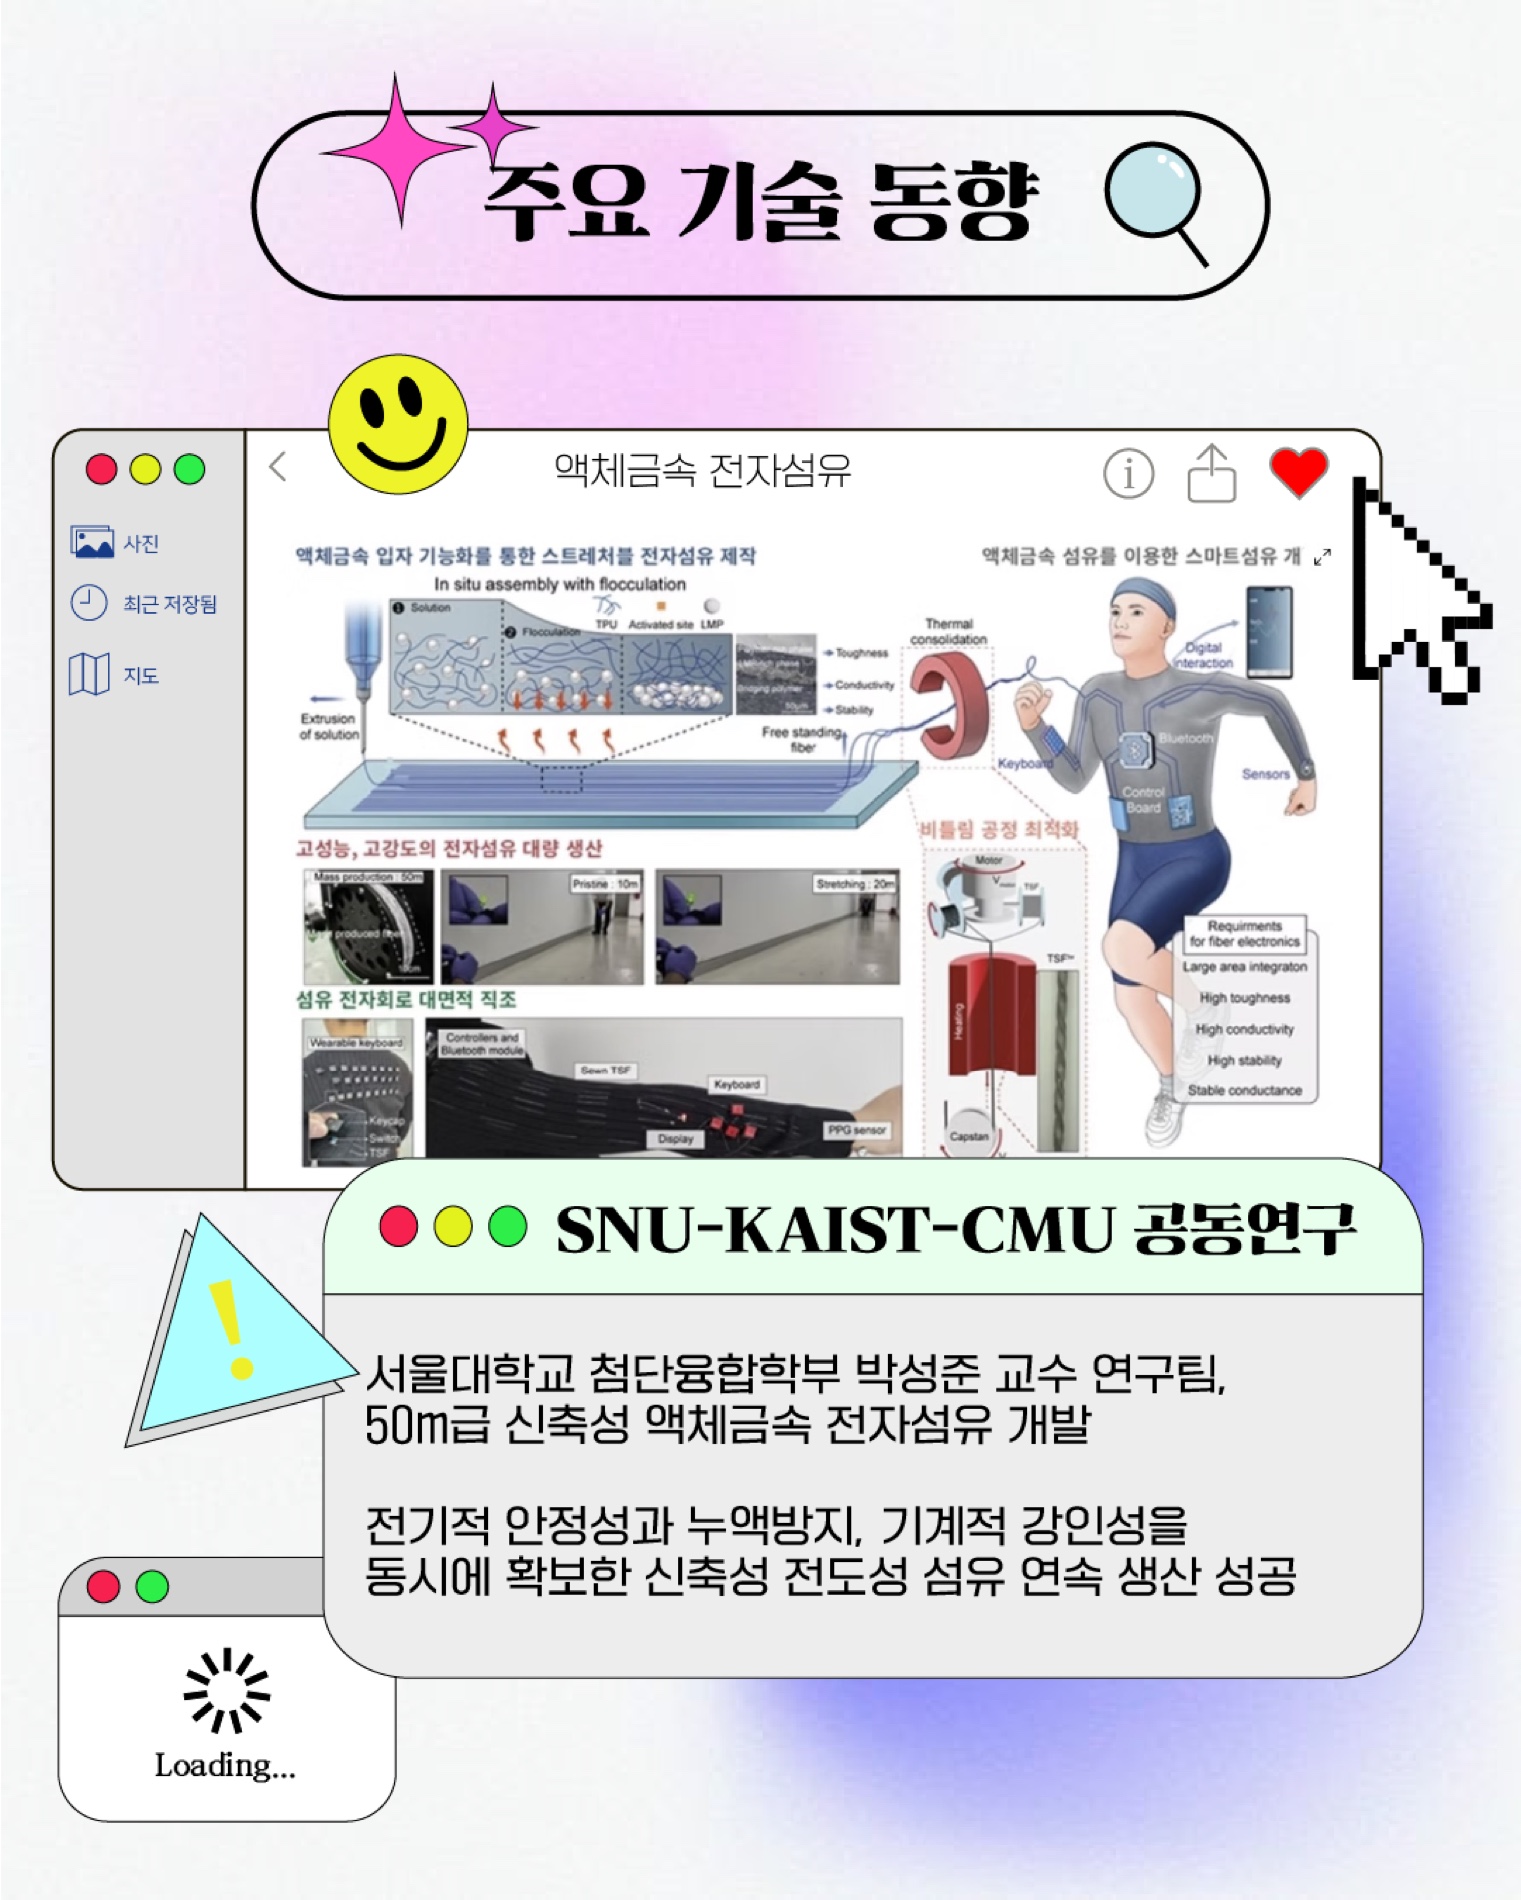 주요 기술 동향
액체금속 전자섬유
사진
최근 저장됨
지도
액체금속 입자 기능화를 통한 스트레처블 전자섬유 제작
In situ assembly with flocculation
1 Solution
2 Flocculation
TPU Activated site LMP
Toughness
Conductivity
Stability
50μm
Extrusion
of solution
Free standing
fiber
Thermal
consolidation
액체금속 섬유를 이용한 스마트섬유 개
Digital
interaction
Bluetooth
Keyboard
Sensors
Control
Board
고성능, 고강도의 전자섬유 대량 생산
Mass production : 50m
Mass produced fiber
Pristine : 10m
Stretching : 20m
섬유 전자회로 대면적 직조
Wearable keyboard
Keycap
Switch
TSF
Controllers and
Bluetooth module
Sewn TSF
Keyboard
Display
PPG sensor
비틀림 공정 최적화
Motor
TSF
Heating
Capstan
Requirments
for fiber electronics
Large area integraton
High toughness
High conductivity
High stability
Stable conductance
SNU-KAIST-CMU 공동연구
!
서울대학교 첨단융합학부 박성준 교수 연구팀,
50m급 신축성 액체금속 전자섬유 개발
전기적 안정성과 누액방지, 기계적 강인성을
동시에 확보한 신축성 전도성 섬유 연속 생산 성공
Loading...